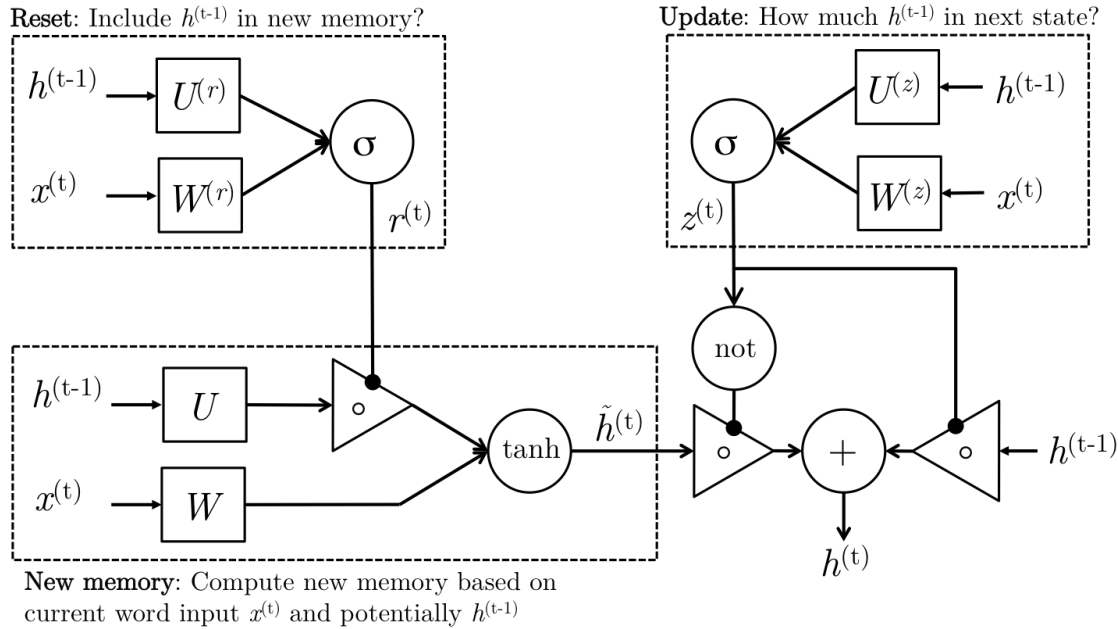 Reset: Include h^(t-1) in new memory?
Update: How much h^(t-1) in next state?
h^(t-1)
U^(r)
σ
x^(t)
W^(r)
r^(t)
σ
U^(z)
h^(t-1)
W^(z)
x^(t)
z^(t)
not
h^(t-1)
U
∘
x^(t)
W
tanh
h̃^(t)
∘
+
∘
h^(t-1)
h^(t)
New memory: Compute new memory based on
current word input x^(t) and potentially h^(t-1)